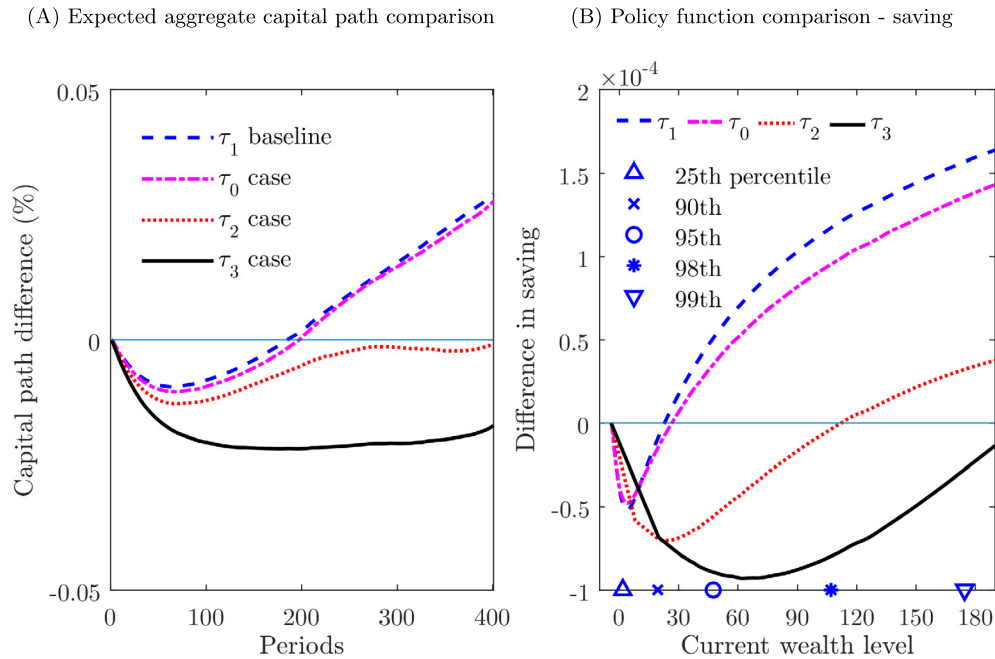 (A) Expected aggregate capital path comparison
(B) Policy function comparison - saving
Capital path difference (%)
0.05
0
-0.05
τ1 baseline
τ0 case
τ2 case
τ3 case
0 100 200 300 400
Periods
Difference in saving
×10-4
2
1.5
1
0.5
0
-0.5
-1
τ1 τ0 τ2 τ3
25th percentile
90th
95th
98th
99th
0 30 60 90 120 150 180
Current wealth level